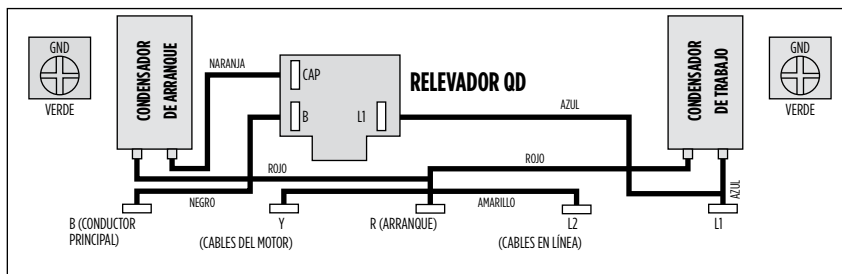 GND
VERDE
CONDENSADOR
DE ARRANQUE
NARANJA
CAP
B
L1
RELEVADOR QD
AZUL
CONDENSADOR
DE TRABAJO
GND
VERDE
ROJO
ROJO
NEGRO
AMARILLO
AZUL
B (CONDUCTOR
PRINCIPAL)
Y
R (ARRANQUE)
L2
L1
(CABLES DEL MOTOR)
(CABLES EN LÍNEA)